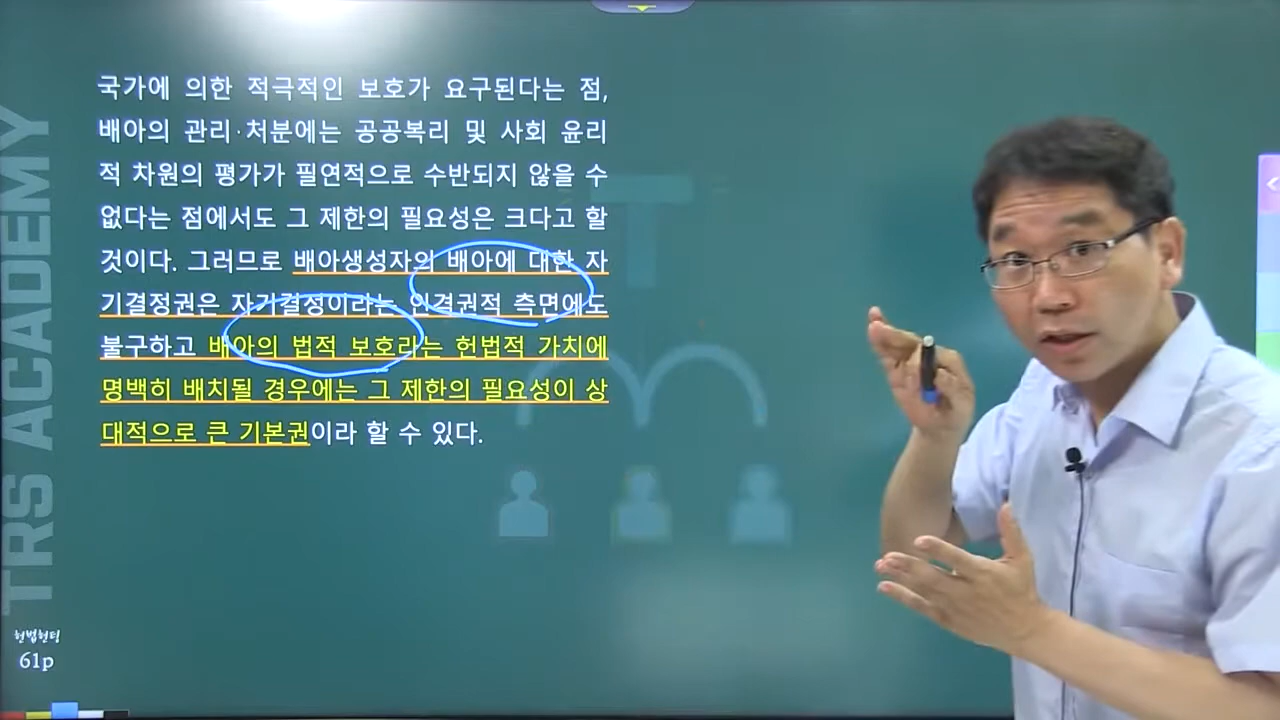 국가에 의한 적극적인 보호가 요구된다는 점,
배아의 관리·처분에는 공공복리 및 사회 윤리
적 차원의 평가가 필연적으로 수반되지 않을 수
없다는 점에서도 그 제한의 필요성은 크다고 할
것이다. 그러므로 배아생성자의 배아에 대한 자
기결정권은 자기결정이라는 인격권적 측면에도
불구하고 배아의 법적 보호라는 헌법적 가치에
명백히 배치될 경우에는 그 제한의 필요성이 상
대적으로 큰 기본권이라 할 수 있다.
TRS ACADEMY
헌법헌팅
61p